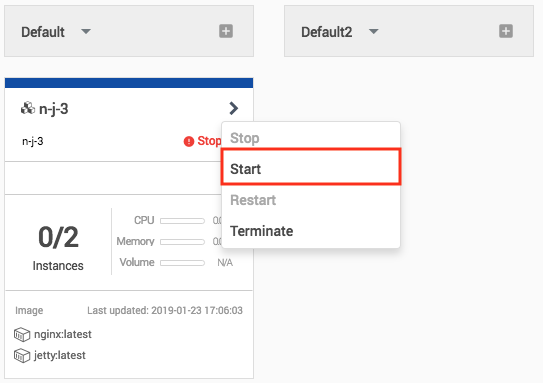 Default
Default2
n-j-3
n-j-3
Stop
Stop
Start
Restart
Terminate
0/2
Instances
CPU
0.0
Memory
0.0
Volume
N/A
Image
Last updated: 2019-01-23 17:06:03
nginx:latest
jetty:latest